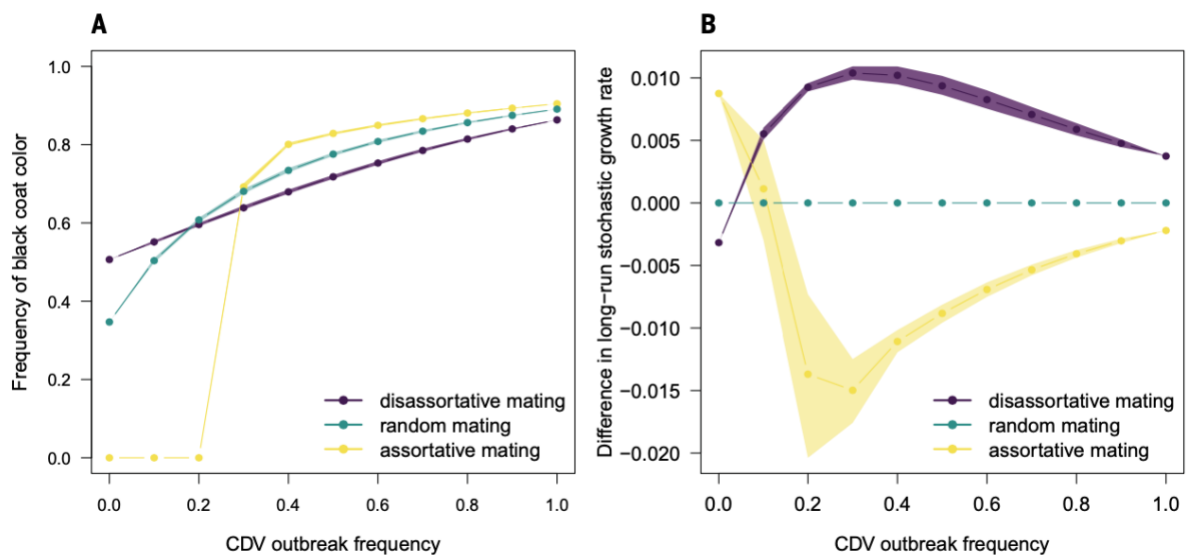 A
Frequency of black coat color
1.0
0.8
0.6
0.4
0.2
0.0
disassortative mating
random mating
assortative mating
0.0 0.2 0.4 0.6 0.8 1.0
CDV outbreak frequency
B
Difference in long−run stochastic growth rate
0.010
0.005
0.000
−0.005
−0.010
−0.015
−0.020
disassortative mating
random mating
assortative mating
0.0 0.2 0.4 0.6 0.8 1.0
CDV outbreak frequency